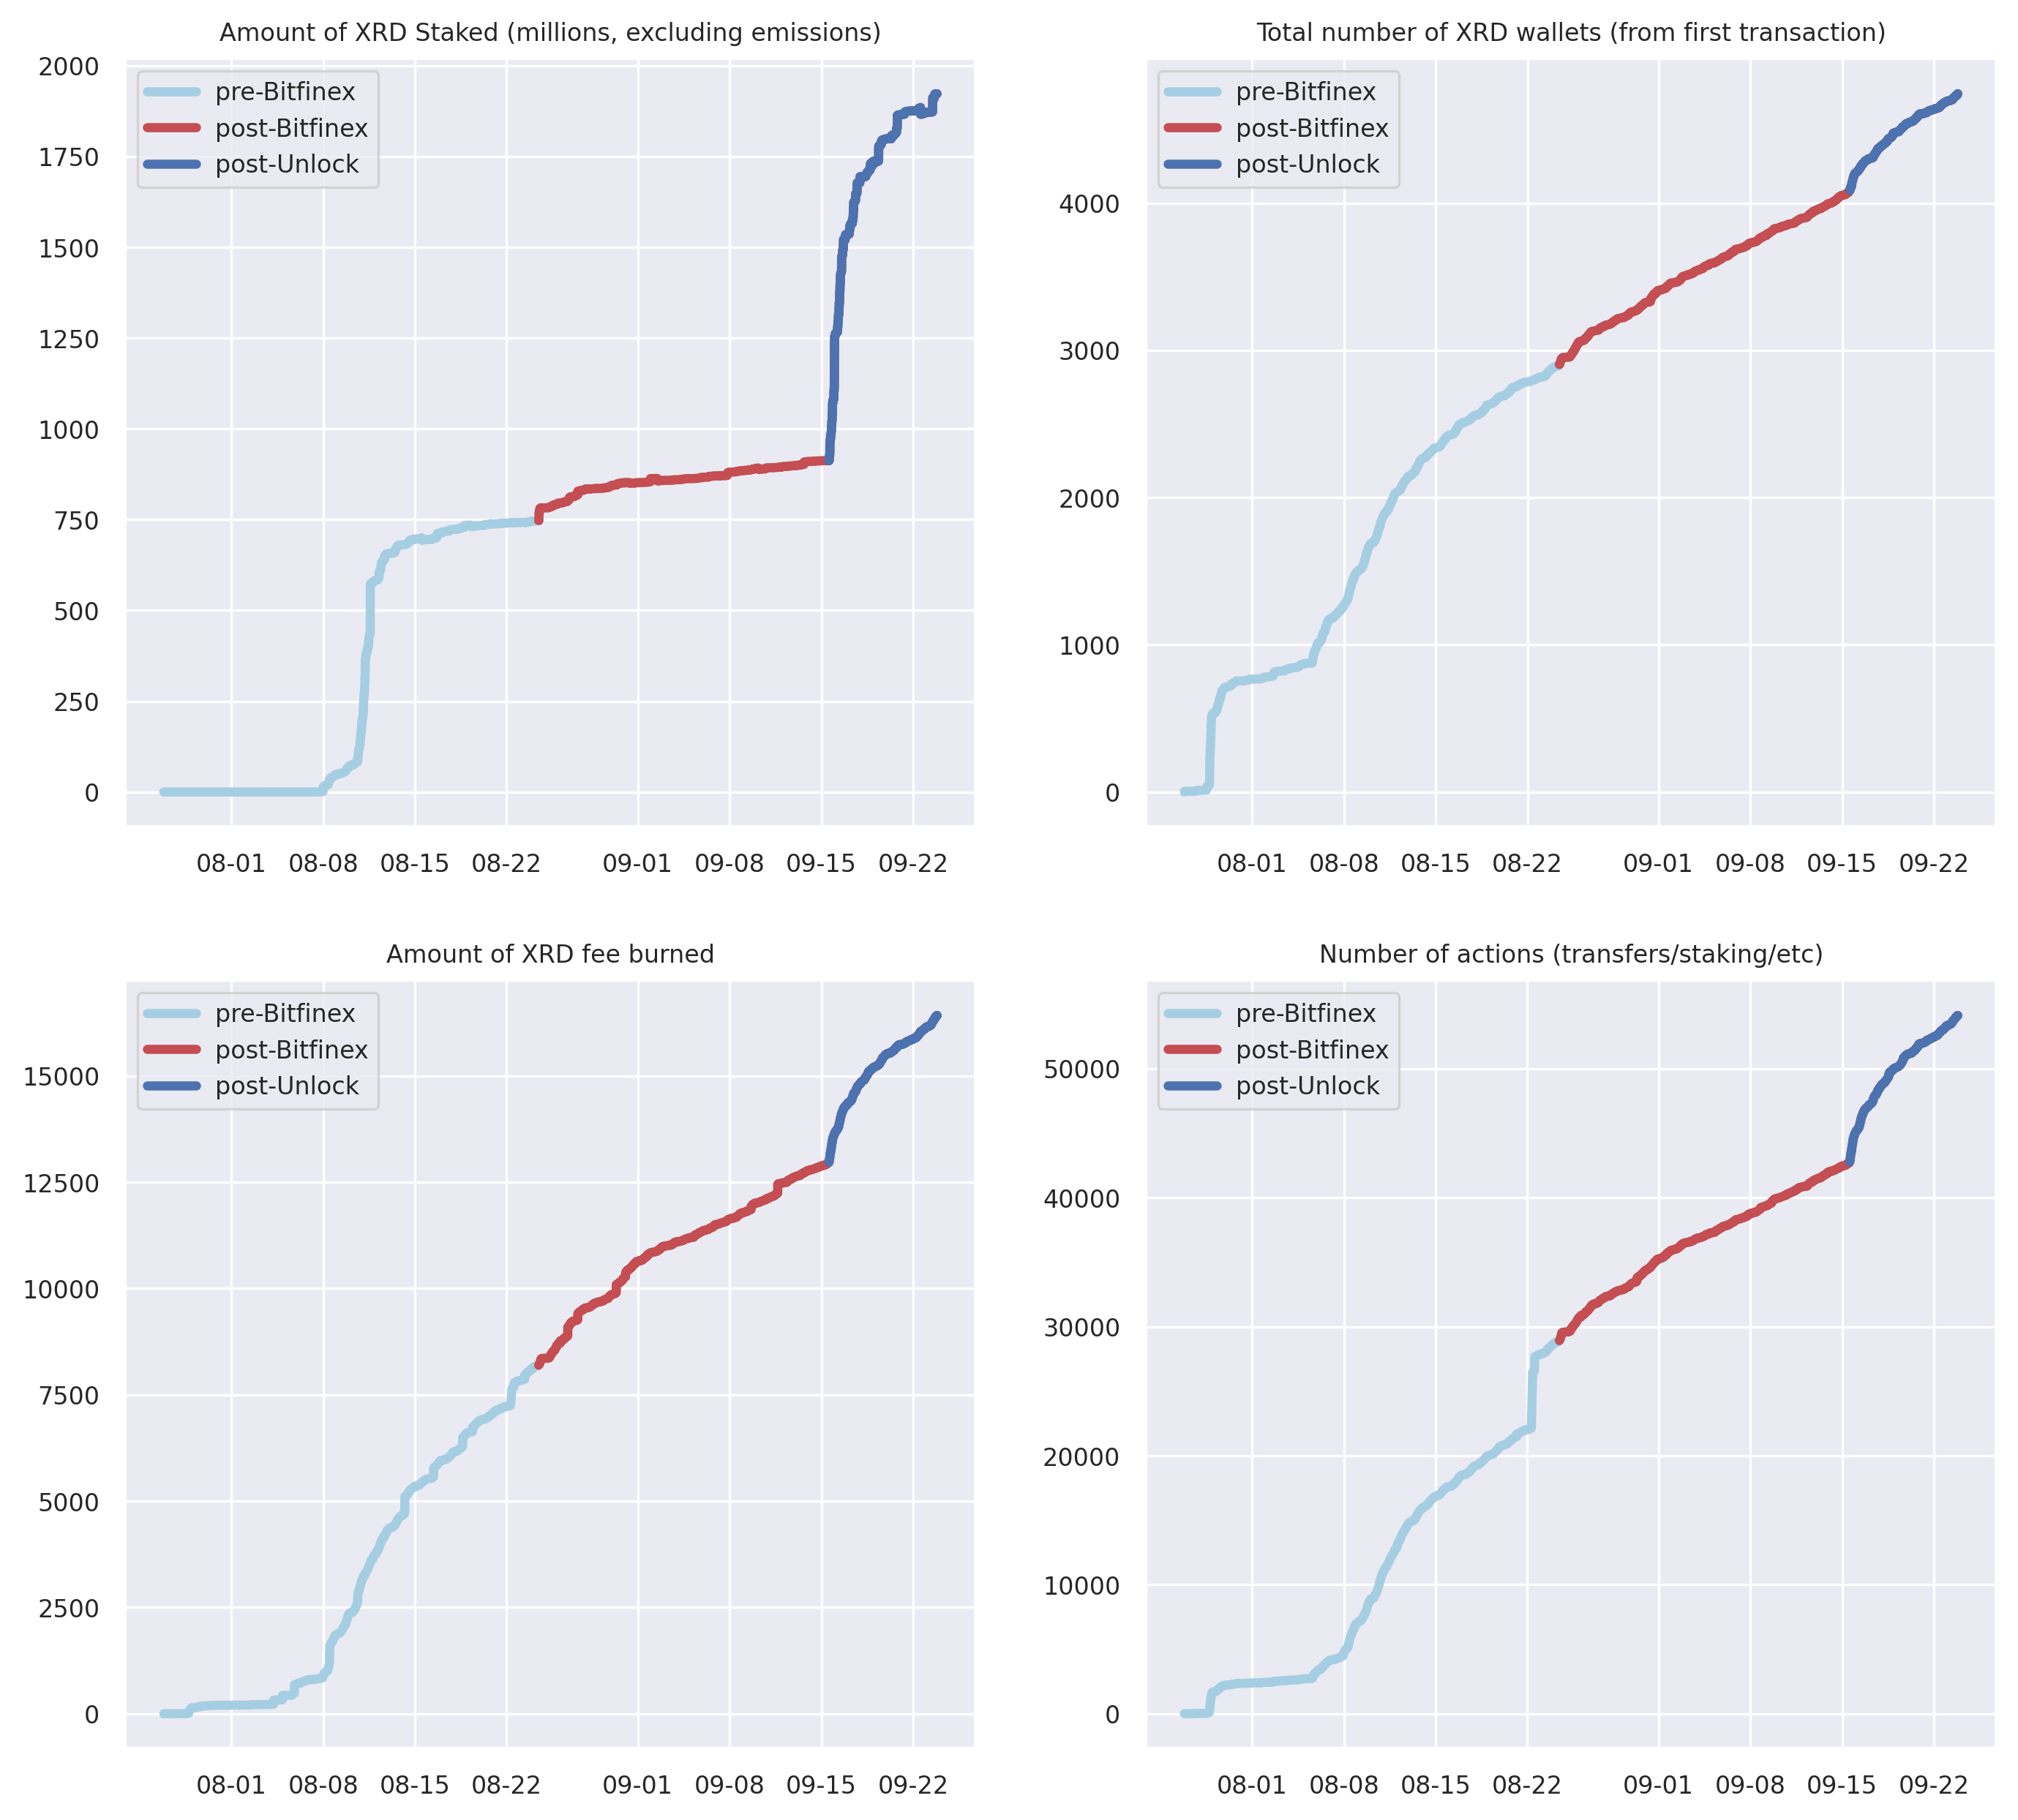 Amount of XRD Staked (millions, excluding emissions)
2000
1750
1500
1250
1000
750
500
250
0
pre-Bitfinex
post-Bitfinex
post-Unlock
08-01 08-08 08-15 08-22 09-01 09-08 09-15 09-22
Total number of XRD wallets (from first transaction)
4000
3000
2000
1000
0
pre-Bitfinex
post-Bitfinex
post-Unlock
08-01 08-08 08-15 08-22 09-01 09-08 09-15 09-22
Amount of XRD fee burned
15000
12500
10000
7500
5000
2500
0
pre-Bitfinex
post-Bitfinex
post-Unlock
08-01 08-08 08-15 08-22 09-01 09-08 09-15 09-22
Number of actions (transfers/staking/etc)
50000
40000
30000
20000
10000
0
pre-Bitfinex
post-Bitfinex
post-Unlock
08-01 08-08 08-15 08-22 09-01 09-08 09-15 09-22